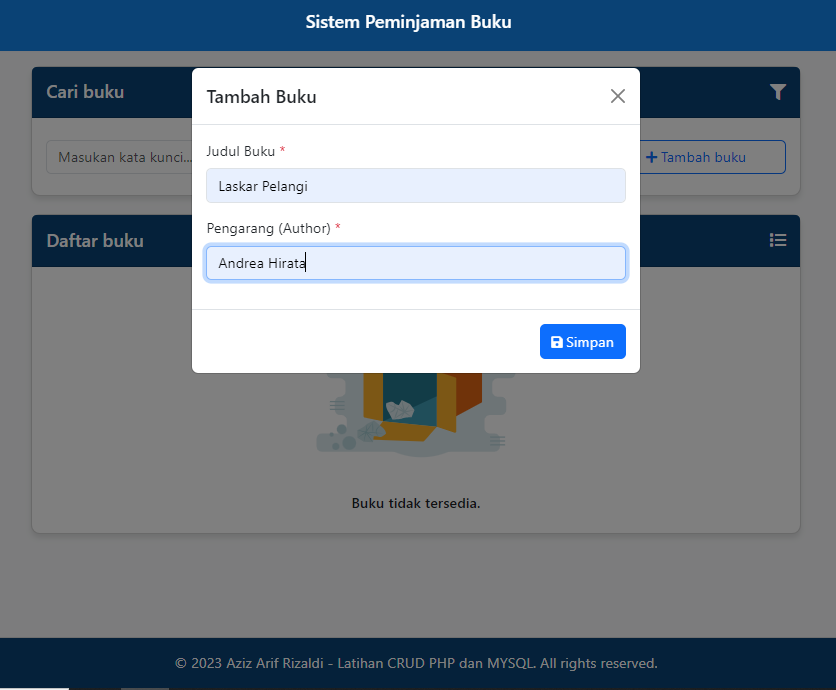 Sistem Peminjaman Buku
Cari buku
Masukan kata kunci...
Tambah buku
Tambah Buku
Judul Buku *
Laskar Pelangi
Pengarang (Author) *
Andrea Hirata
Simpan
Daftar buku
Buku tidak tersedia.
© 2023 Aziz Arif Rizaldi - Latihan CRUD PHP dan MYSQL. All rights reserved.